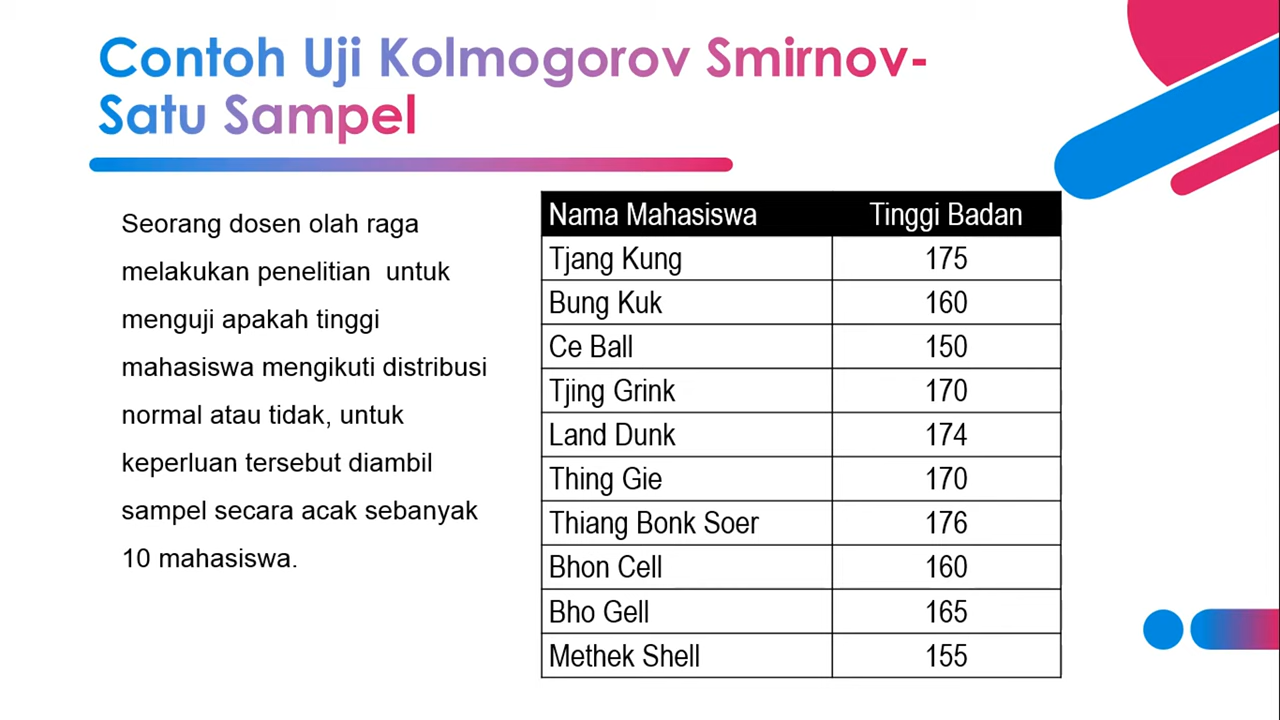 Contoh Uji Kolmogorov Smirnov-
Satu Sampel
Seorang dosen olah raga
melakukan penelitian untuk
menguji apakah tinggi
mahasiswa mengikuti distribusi
normal atau tidak, untuk
keperluan tersebut diambil
sampel secara acak sebanyak
10 mahasiswa.
Nama Mahasiswa Tinggi Badan
Tjang Kung 175
Bung Kuk 160
Ce Ball 150
Tjing Grink 170
Land Dunk 174
Thing Gie 170
Thiang Bonk Soer 176
Bhon Cell 160
Bho Gell 165
Methek Shell 155